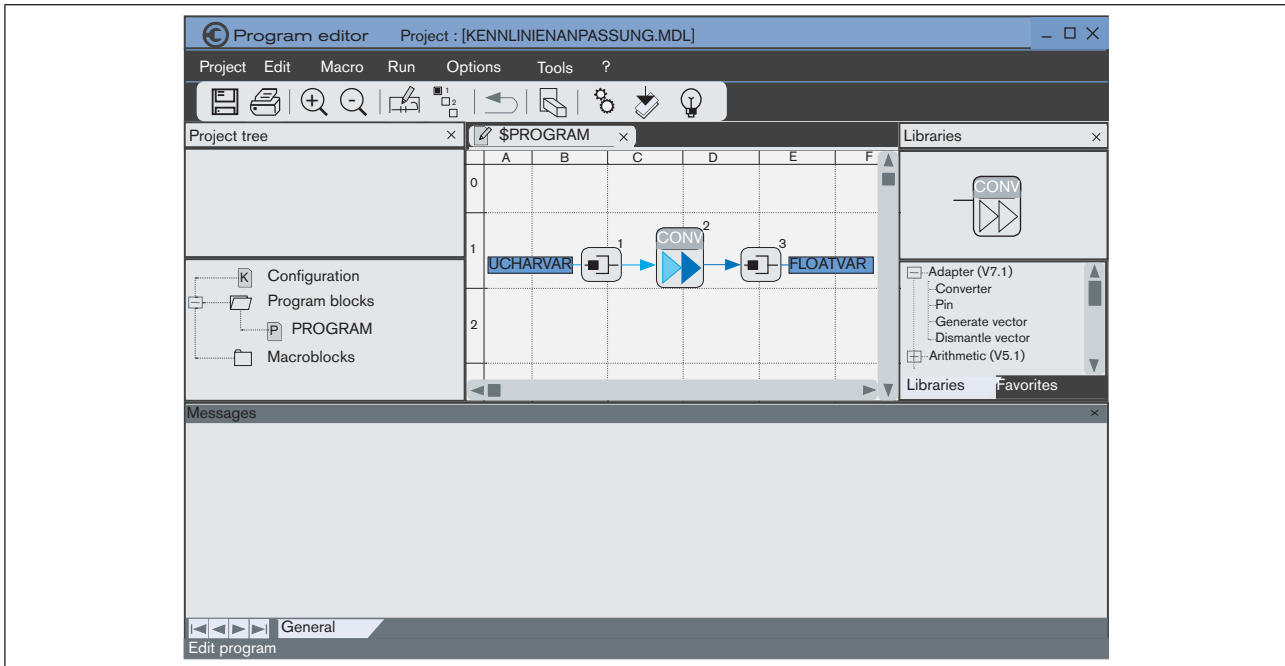 Program editor Project : [KENNLINIENANPASSUNG.MDL]
Project Edit Macro Run Options Tools ?
1
2
Project tree
$PROGRAM
Libraries
A B C D E F
0
CONV
1
1
CONV
2
3
UCHARVAR
FLOATVAR
2
K Configuration
Program blocks
P PROGRAM
Macroblocks
Adapter (V7.1)
Converter
Pin
Generate vector
Dismantle vector
Arithmetic (V5.1)
Libraries Favorites
Messages
General
Edit program